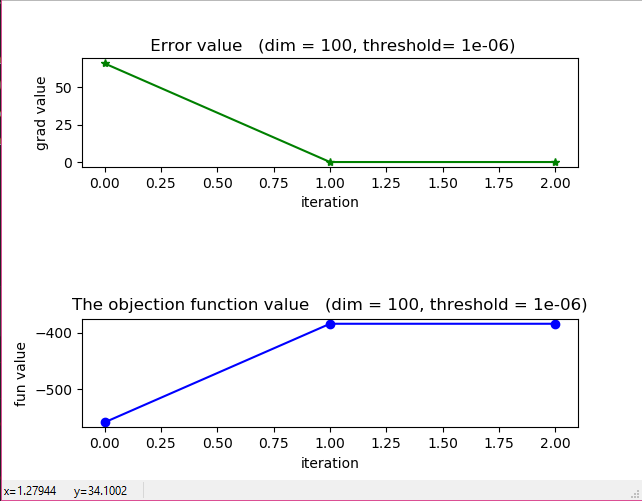 Error value (dim = 100, threshold= 1e-06)
50
25
0
grad value
0.00 0.25 0.50 0.75 1.00 1.25 1.50 1.75 2.00
iteration
The objection function value (dim = 100, threshold = 1e-06)
−400
−500
fun value
0.00 0.25 0.50 0.75 1.00 1.25 1.50 1.75 2.00
iteration
x=1.27944 y=34.1002